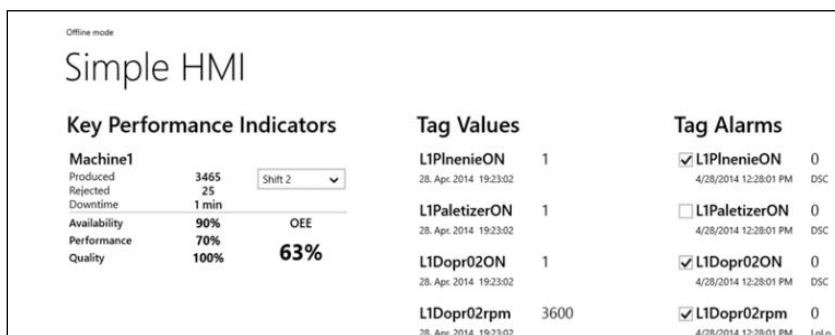 Offline mode
Simple HMI
Key Performance Indicators
Machine1
Produced 3465
Rejected 25
Downtime 1 min
Shift 2
Availability 90%
Performance 70%
Quality 100%
OEE
63%
Tag Values
L1PlnenieON 1
28. Apr. 2014 19:23:02
L1PaletizerON 1
28. Apr. 2014 19:23:02
L1Dopr02ON 1
28. Apr. 2014 19:23:02
L1Dopr02rpm 3600
28. Apr. 2014 19:23:02
Tag Alarms
L1PlnenieON 0
4/28/2014 12:28:01 PM DSC
L1PaletizerON 0
4/28/2014 12:28:01 PM DSC
L1Dopr02ON 0
4/28/2014 12:28:01 PM DSC
L1Dopr02rpm 0
4/28/2014 12:28:01 PM LoLo